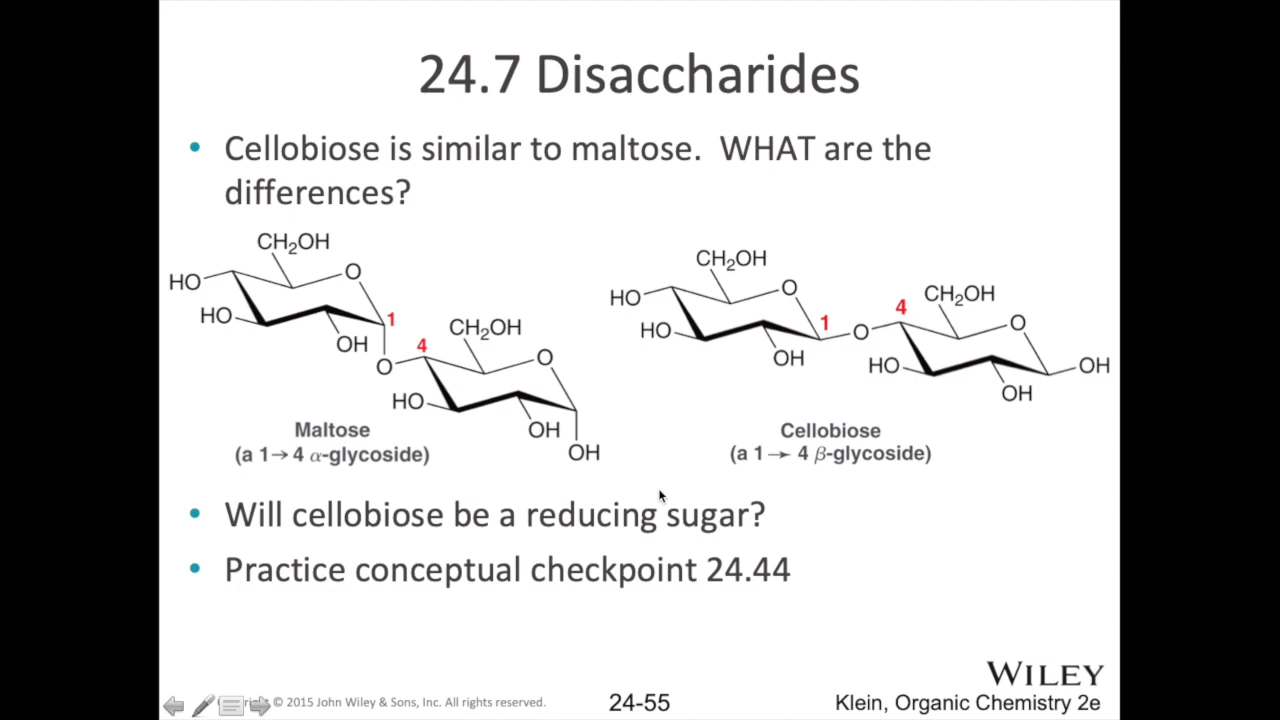 24.7 Disaccharides
• Cellobiose is similar to maltose. WHAT are the
differences?
CH₂OH
HO
O
HO
OH
1
O
4
CH₂OH
O
HO
OH
OH
Maltose
(a 1→ 4 α-glycoside)
CH₂OH
HO
O
HO
OH
1
O
4
CH₂OH
O
HO
OH
OH
Cellobiose
(a 1→ 4 β-glycoside)
• Will cellobiose be a reducing sugar?
• Practice conceptual checkpoint 24.44
© 2015 John Wiley & Sons, Inc. All rights reserved.
24-55
WILEY
Klein, Organic Chemistry 2e